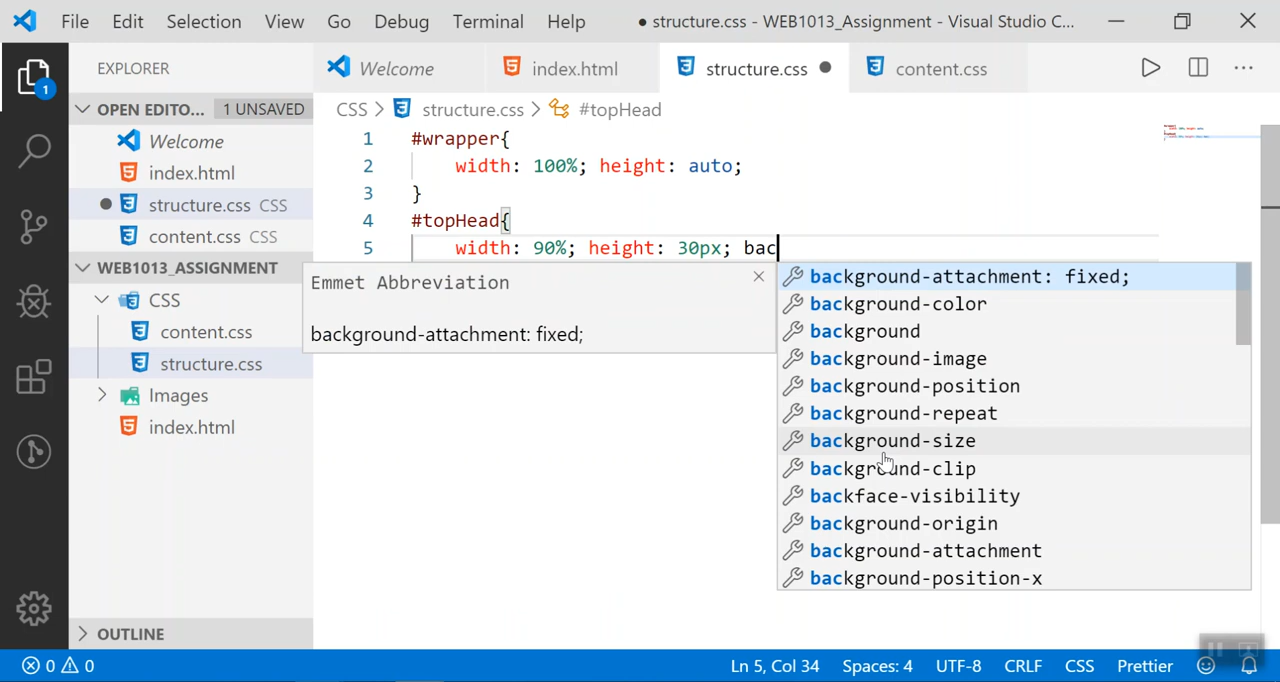 File Edit Selection View Go Debug Terminal Help ● structure.css - WEB1013_Assignment - Visual Studio C...
EXPLORER
Welcome index.html structure.css ● content.css
OPEN EDITO... 1 UNSAVED
Welcome
index.html
structure.css CSS
content.css CSS
WEB1013_ASSIGNMENT
CSS
content.css
structure.css
Images
index.html
OUTLINE
1
CSS > structure.css > #topHead
1 #wrapper{
2 width: 100%; height: auto;
3 }
4 #topHead{
5 width: 90%; height: 30px; bac
Emmet Abbreviation
background-attachment: fixed;
background-attachment: fixed;
background-color
background
background-image
background-position
background-repeat
background-size
background-clip
backface-visibility
background-origin
background-attachment
background-position-x
0 0 Ln 5, Col 34 Spaces: 4 UTF-8 CRLF CSS Prettier